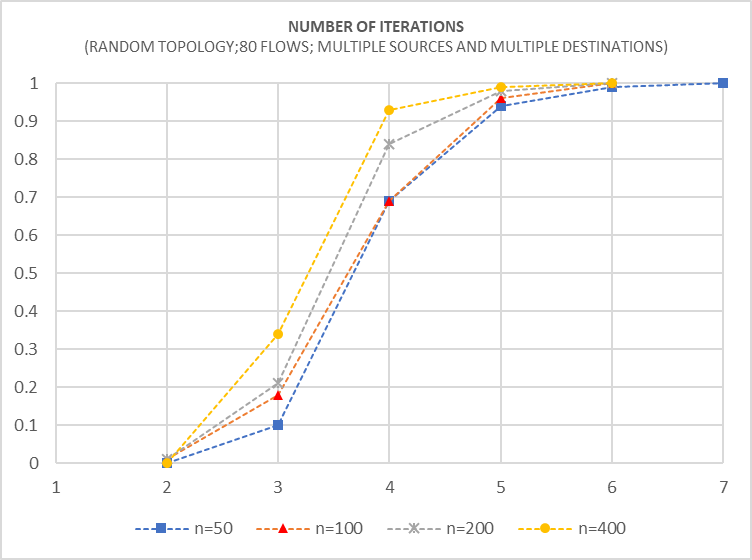 NUMBER OF ITERATIONS
(RANDOM TOPOLOGY;80 FLOWS; MULTIPLE SOURCES AND MULTIPLE DESTINATIONS)
1
0.9
0.8
0.7
0.6
0.5
0.4
0.3
0.2
0.1
0
1 2 3 4 5 6 7
n=50 n=100 n=200 n=400